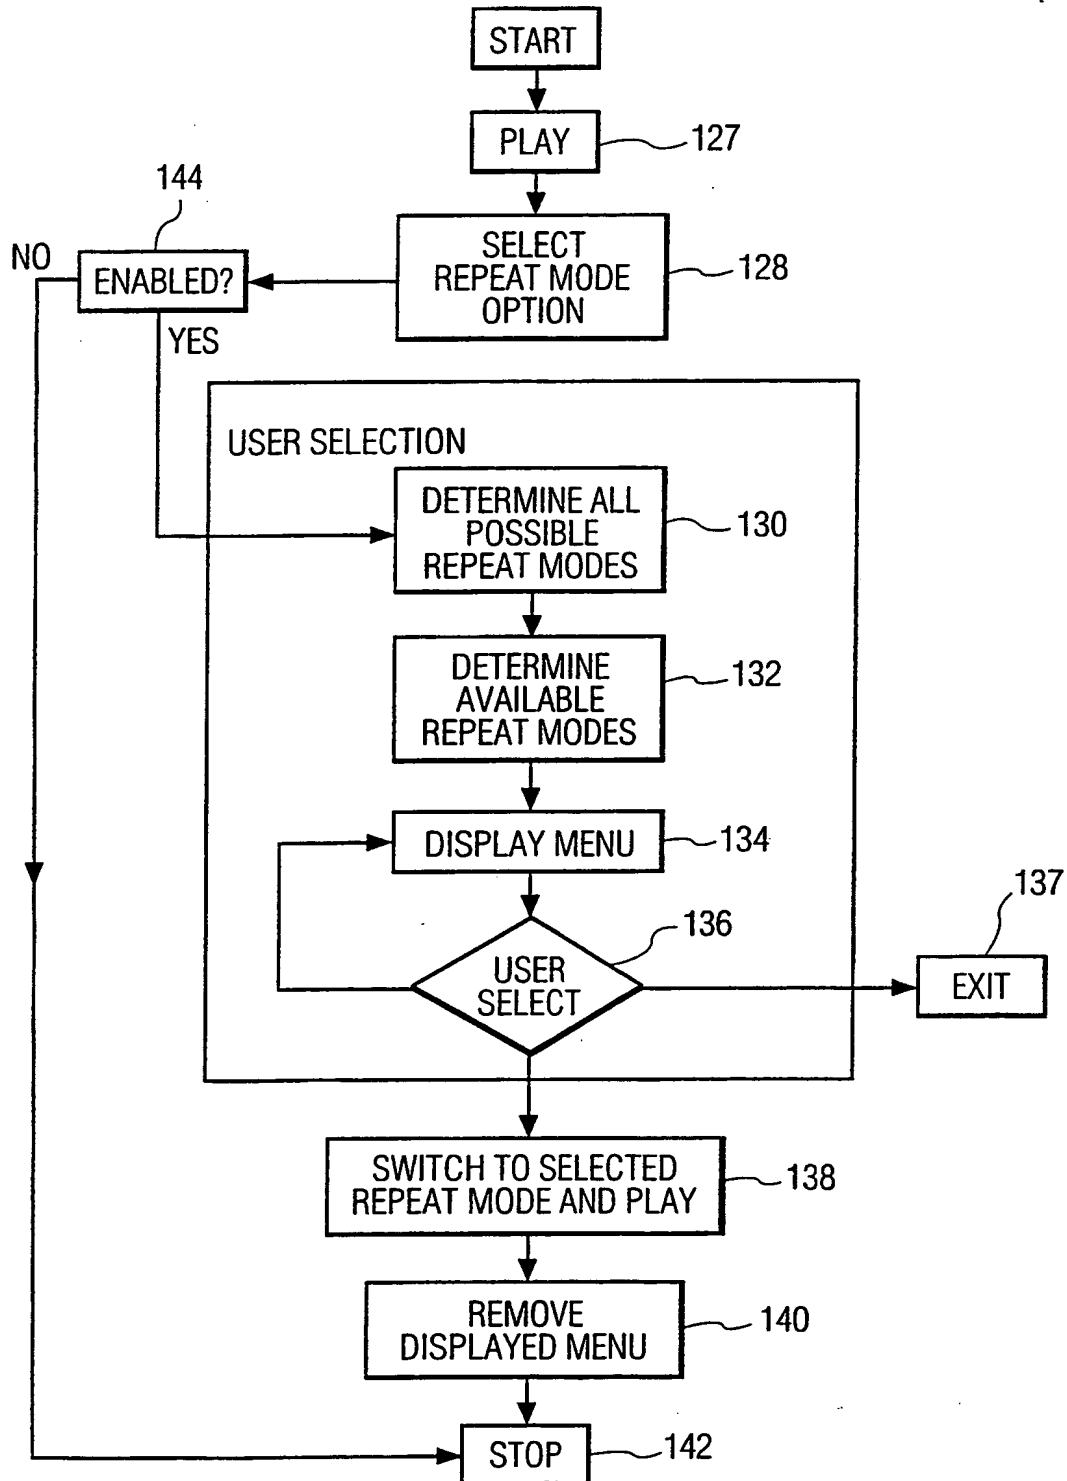 START
PLAY
127
144
SELECT
REPEAT MODE
OPTION
128
NO
ENABLED?
YES
USER SELECTION
DETERMINE ALL
POSSIBLE
REPEAT MODES
130
DETERMINE
AVAILABLE
REPEAT MODES
132
DISPLAY MENU
134
136
137
USER
SELECT
EXIT
SWITCH TO SELECTED
REPEAT MODE AND PLAY
138
REMOVE
DISPLAYED MENU
140
STOP
142